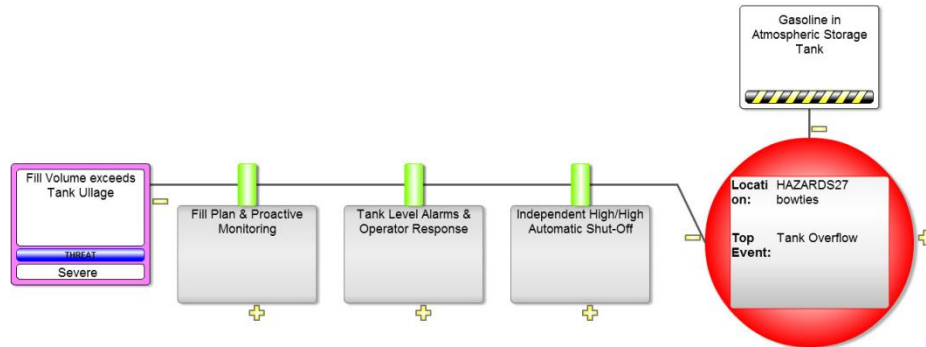 Gasoline in
Atmospheric Storage
Tank
Fill Volume exceeds
Tank Ullage
THREAT
Severe
Fill Plan & Proactive
Monitoring
Tank Level Alarms &
Operator Response
Independent High/High
Automatic Shut-Off
Locati HAZARDS27
on: bowties
Top Tank Overflow
Event: